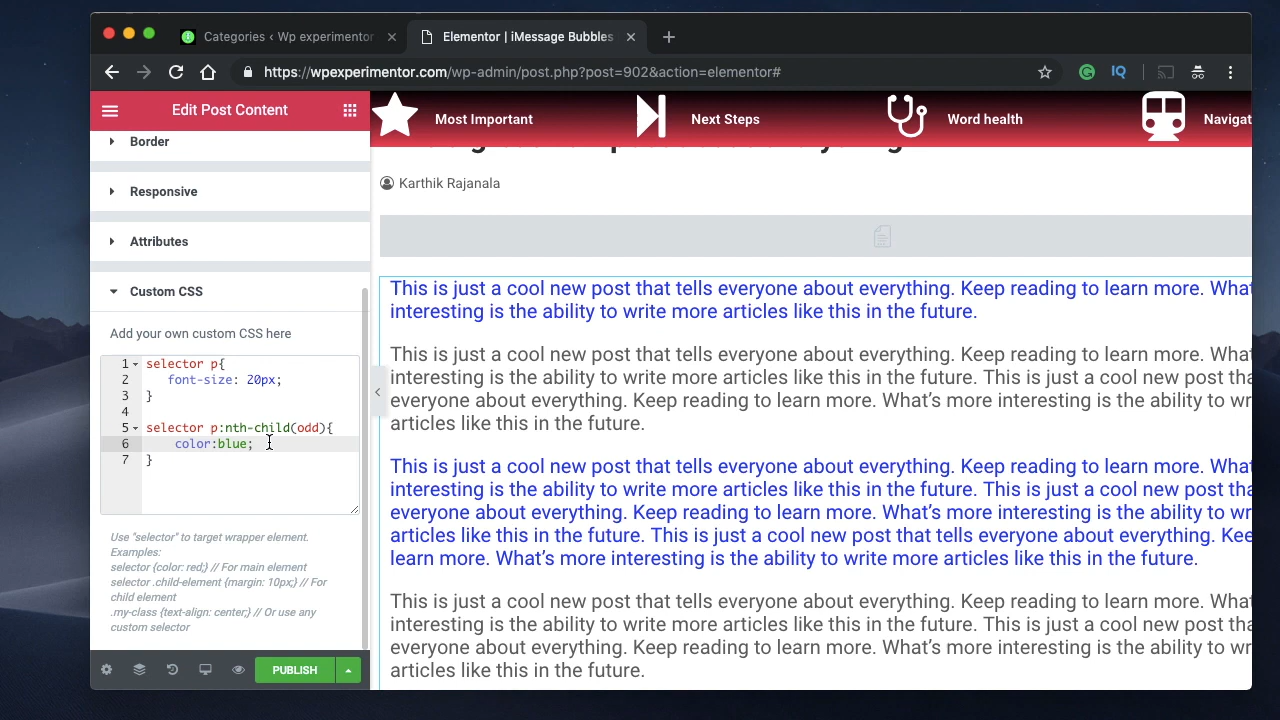 Categories ‹ Wp experimentor
Elementor | iMessage Bubbles
https://wpexperimentor.com/wp-admin/post.php?post=902&action=elementor#
IQ
Edit Post Content
Most Important
Next Steps
Word health
Navigat
Border
Responsive
Attributes
Custom CSS
Add your own custom CSS here
1 selector p{
2 font-size: 20px;
3 }
4
5 selector p:nth-child(odd){
6 color:blue;
7 }
Use "selector" to target wrapper element.
Examples:
selector {color: red;} // For main element
selector .child-element {margin: 10px;} // For
child element
.my-class {text-align: center;} // Or use any
custom selector
PUBLISH
Karthik Rajanala
This is just a cool new post that tells everyone about everything. Keep reading to learn more. What
interesting is the ability to write more articles like this in the future.
This is just a cool new post that tells everyone about everything. Keep reading to learn more. What
interesting is the ability to write more articles like this in the future. This is just a cool new post tha
everyone about everything. Keep reading to learn more. What's more interesting is the ability to wr
articles like this in the future.
This is just a cool new post that tells everyone about everything. Keep reading to learn more. What
interesting is the ability to write more articles like this in the future. This is just a cool new post tha
everyone about everything. Keep reading to learn more. What's more interesting is the ability to wr
articles like this in the future. This is just a cool new post that tells everyone about everything. Kee
learn more. What's more interesting is the ability to write more articles like this in the future.
This is just a cool new post that tells everyone about everything. Keep reading to learn more. What
interesting is the ability to write more articles like this in the future. This is just a cool new post tha
everyone about everything. Keep reading to learn more. What's more interesting is the ability to wr
articles like this in the future.